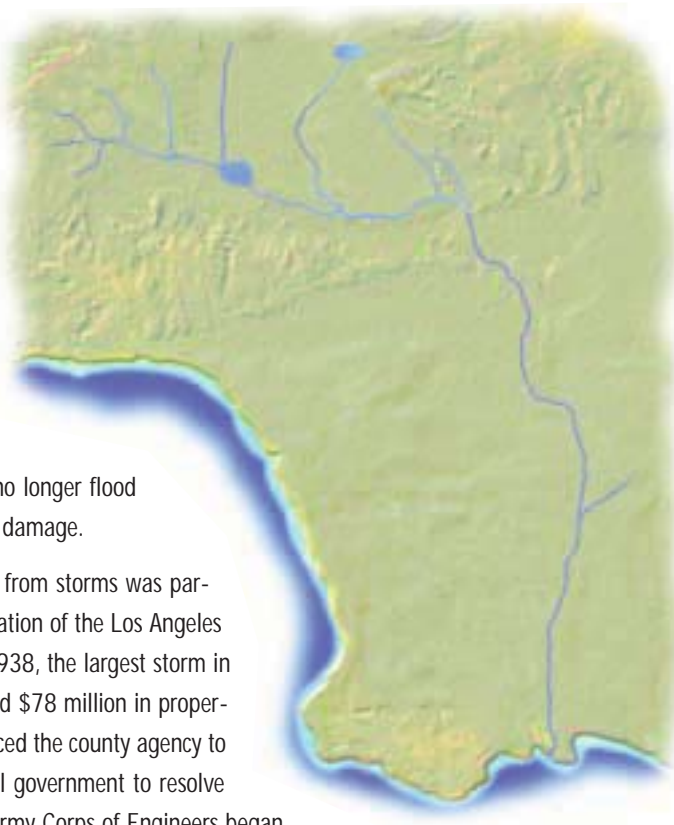 no longer flood
damage.
from storms was par-
ation of the Los Angeles
938, the largest storm in
d $78 million in proper-
ced the county agency to
l government to resolve
rmy Corps of Engineers began